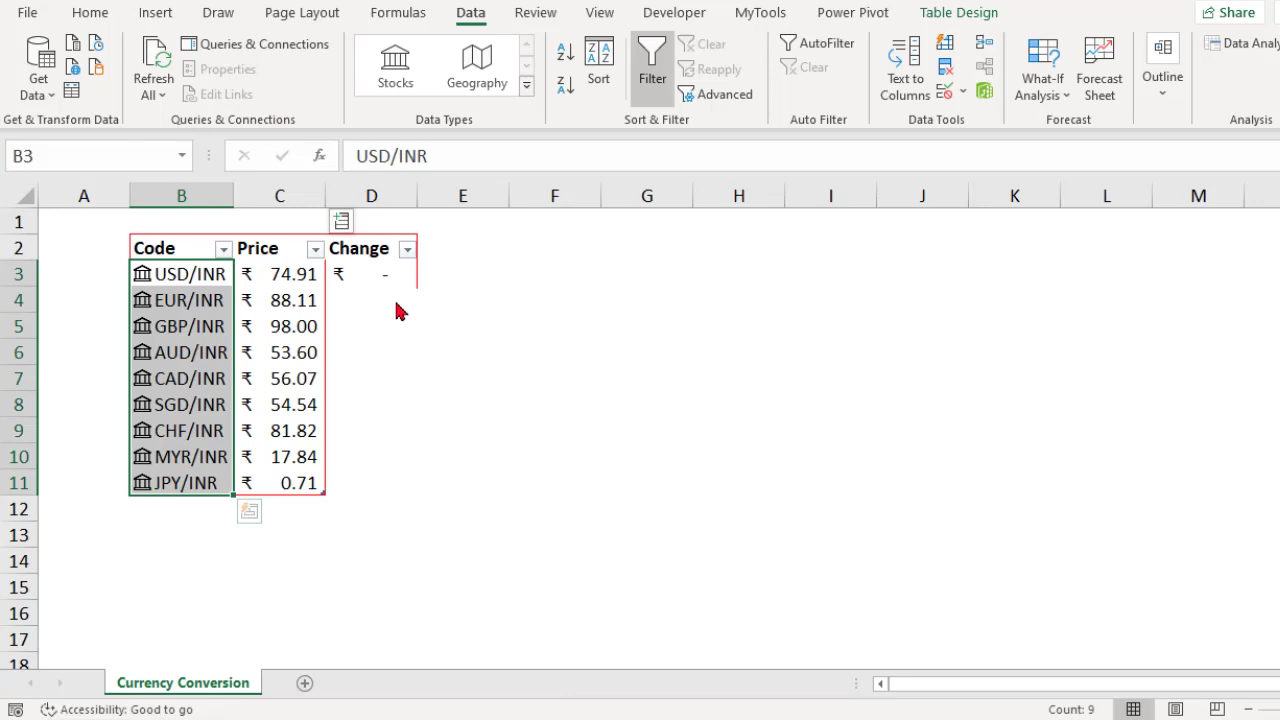 File Home Insert Draw Page Layout Formulas Data Review View Developer MyTools Power Pivot Table Design Share
Get Data
Get & Transform Data
Refresh All
Queries & Connections
Properties
Edit Links
Queries & Connections
Stocks Geography
Data Types
Sort
Filter
Clear
Reapply
Advanced
Sort & Filter
AutoFilter
Clear
Auto Filter
Text to Columns
Data Tools
What-If Analysis
Forecast Sheet
Forecast
Outline
Data Analy
Analysis
B3 fx USD/INR
A B C D E F G H I J K L M
1
2 Code Price Change
3 USD/INR ₹ 74.91 ₹ -
4 EUR/INR ₹ 88.11
5 GBP/INR ₹ 98.00
6 AUD/INR ₹ 53.60
7 CAD/INR ₹ 56.07
8 SGD/INR ₹ 54.54
9 CHF/INR ₹ 81.82
10 MYR/INR ₹ 17.84
11 JPY/INR ₹ 0.71
12
13
14
15
16
17
18
Currency Conversion
Accessibility: Good to go Count: 9